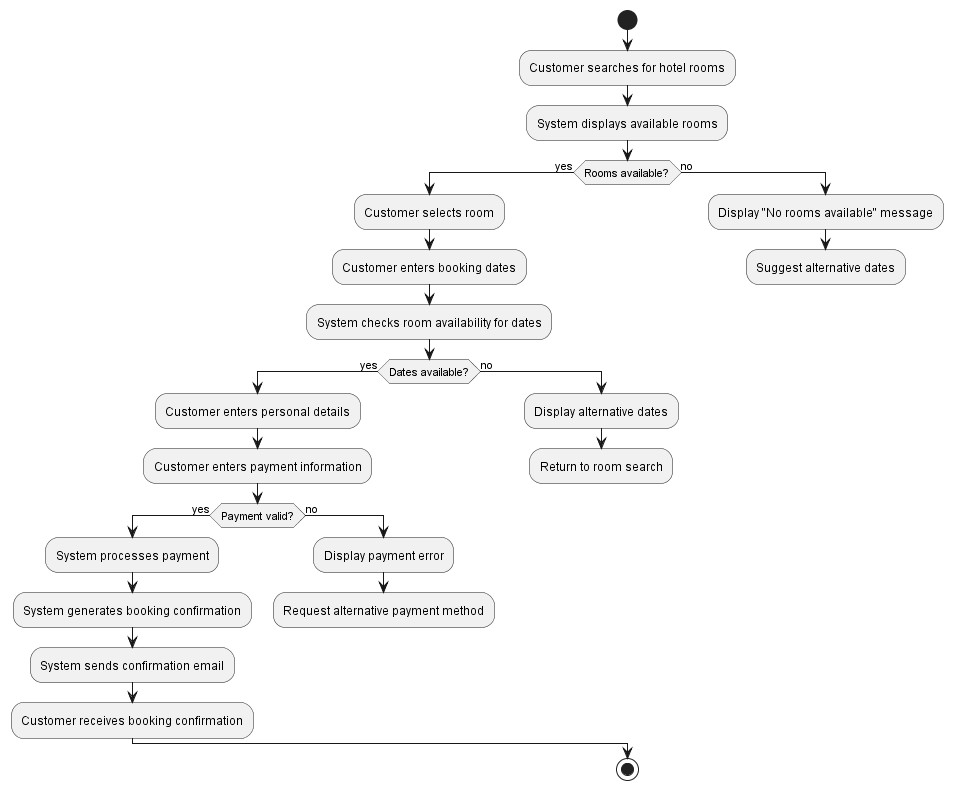 Customer searches for hotel rooms
System displays available rooms
yes
Rooms available?
no
Customer selects room
Display "No rooms available" message
Customer enters booking dates
Suggest alternative dates
System checks room availability for dates
yes
Dates available?
no
Customer enters personal details
Display alternative dates
Customer enters payment information
Return to room search
yes
Payment valid?
no
System processes payment
Display payment error
System generates booking confirmation
Request alternative payment method
System sends confirmation email
Customer receives booking confirmation